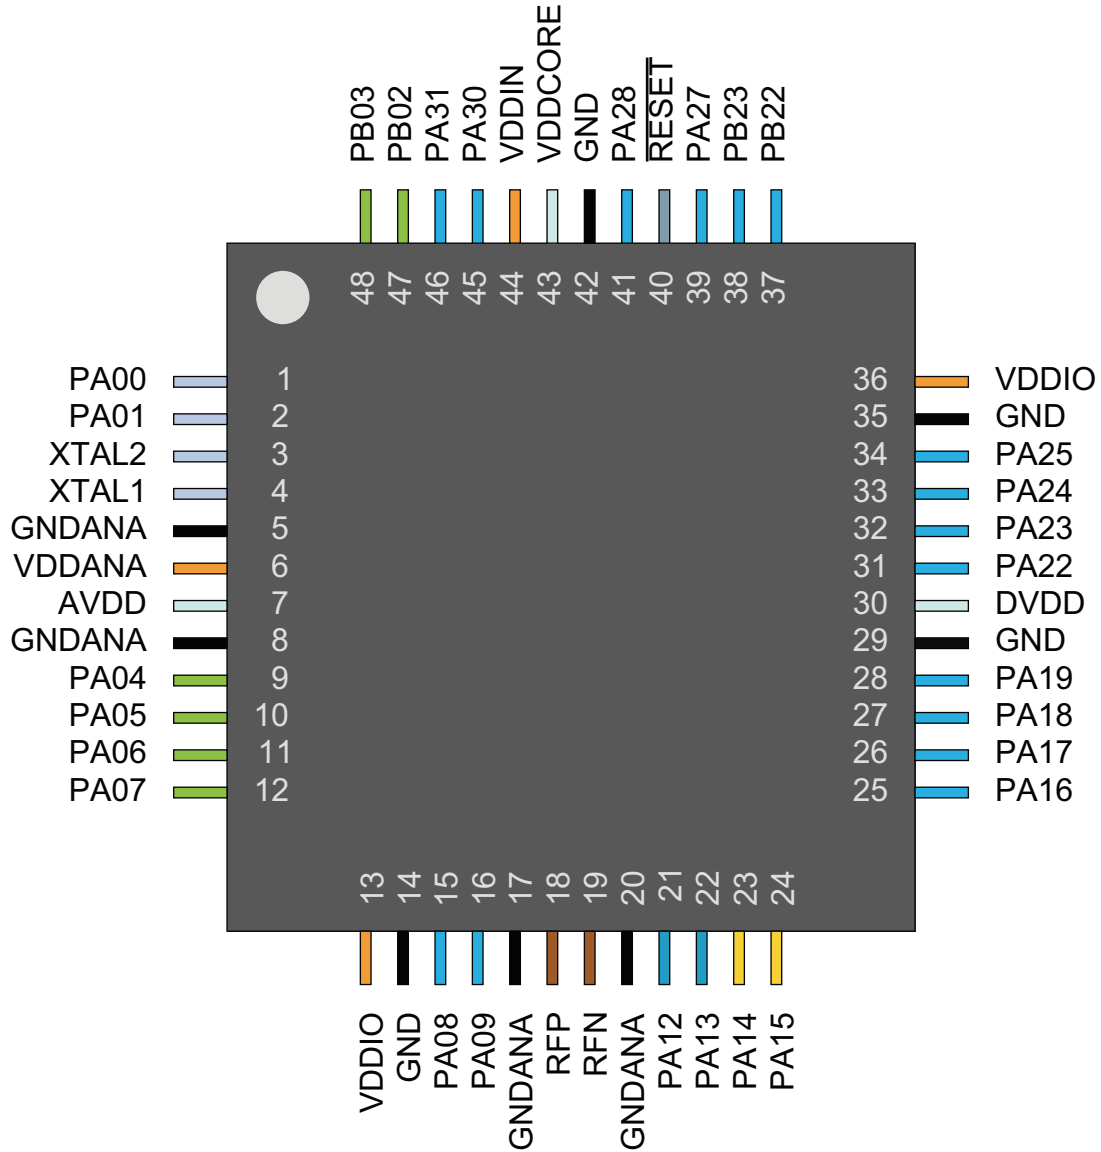 PB03
PB02
PA31
PA30
VDDIN
VDDCORE
GND
PA28
RESET
PA27
PB23
PB22
48
47
46
45
44
43
42
41
40
39
38
37
PA00 1
PA01 2
XTAL2 3
XTAL1 4
GNDANA 5
VDDANA 6
AVDD 7
GNDANA 8
PA04 9
PA05 10
PA06 11
PA07 12
36 VDDIO
35 GND
34 PA25
33 PA24
32 PA23
31 PA22
30 DVDD
29 GND
28 PA19
27 PA18
26 PA17
25 PA16
13
14
15
16
17
18
19
20
21
22
23
24
VDDIO
GND
PA08
PA09
GNDANA
RFP
RFN
GNDANA
PA12
PA13
PA14
PA15